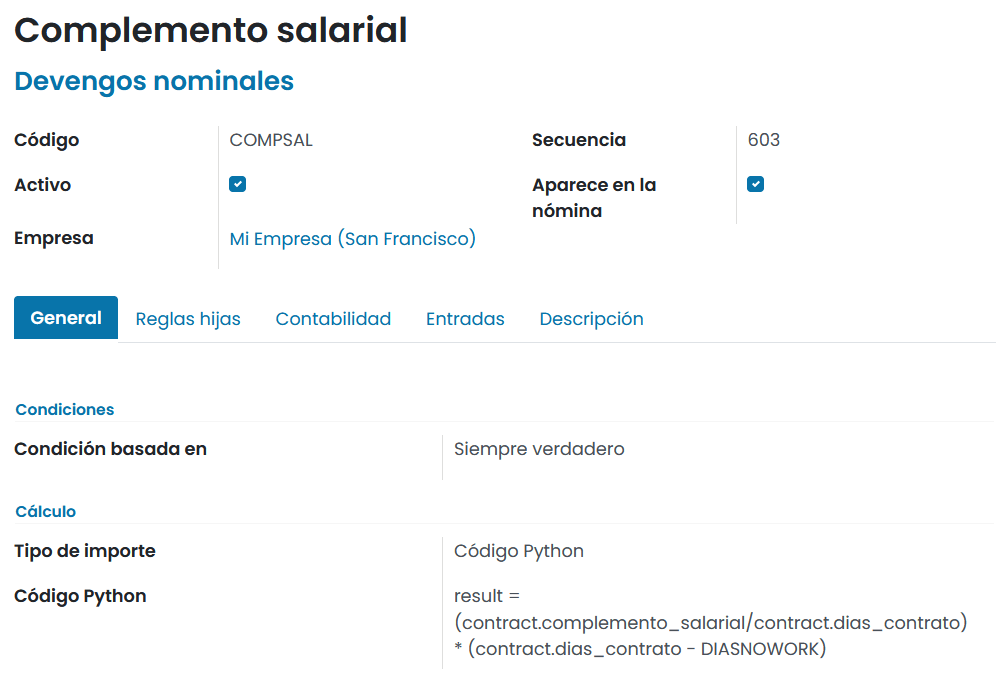 Complemento salarial
Devengos nominales
Código COMPSAL Secuencia 603
Activo Aparece en la
nómina
Empresa Mi Empresa (San Francisco)
General Reglas hijas Contabilidad Entradas Descripción
Condiciones
Condición basada en Siempre verdadero
Cálculo
Tipo de importe Código Python
Código Python result =
(contract.complemento_salarial/contract.dias_contrato)
* (contract.dias_contrato - DIASNOWORK)